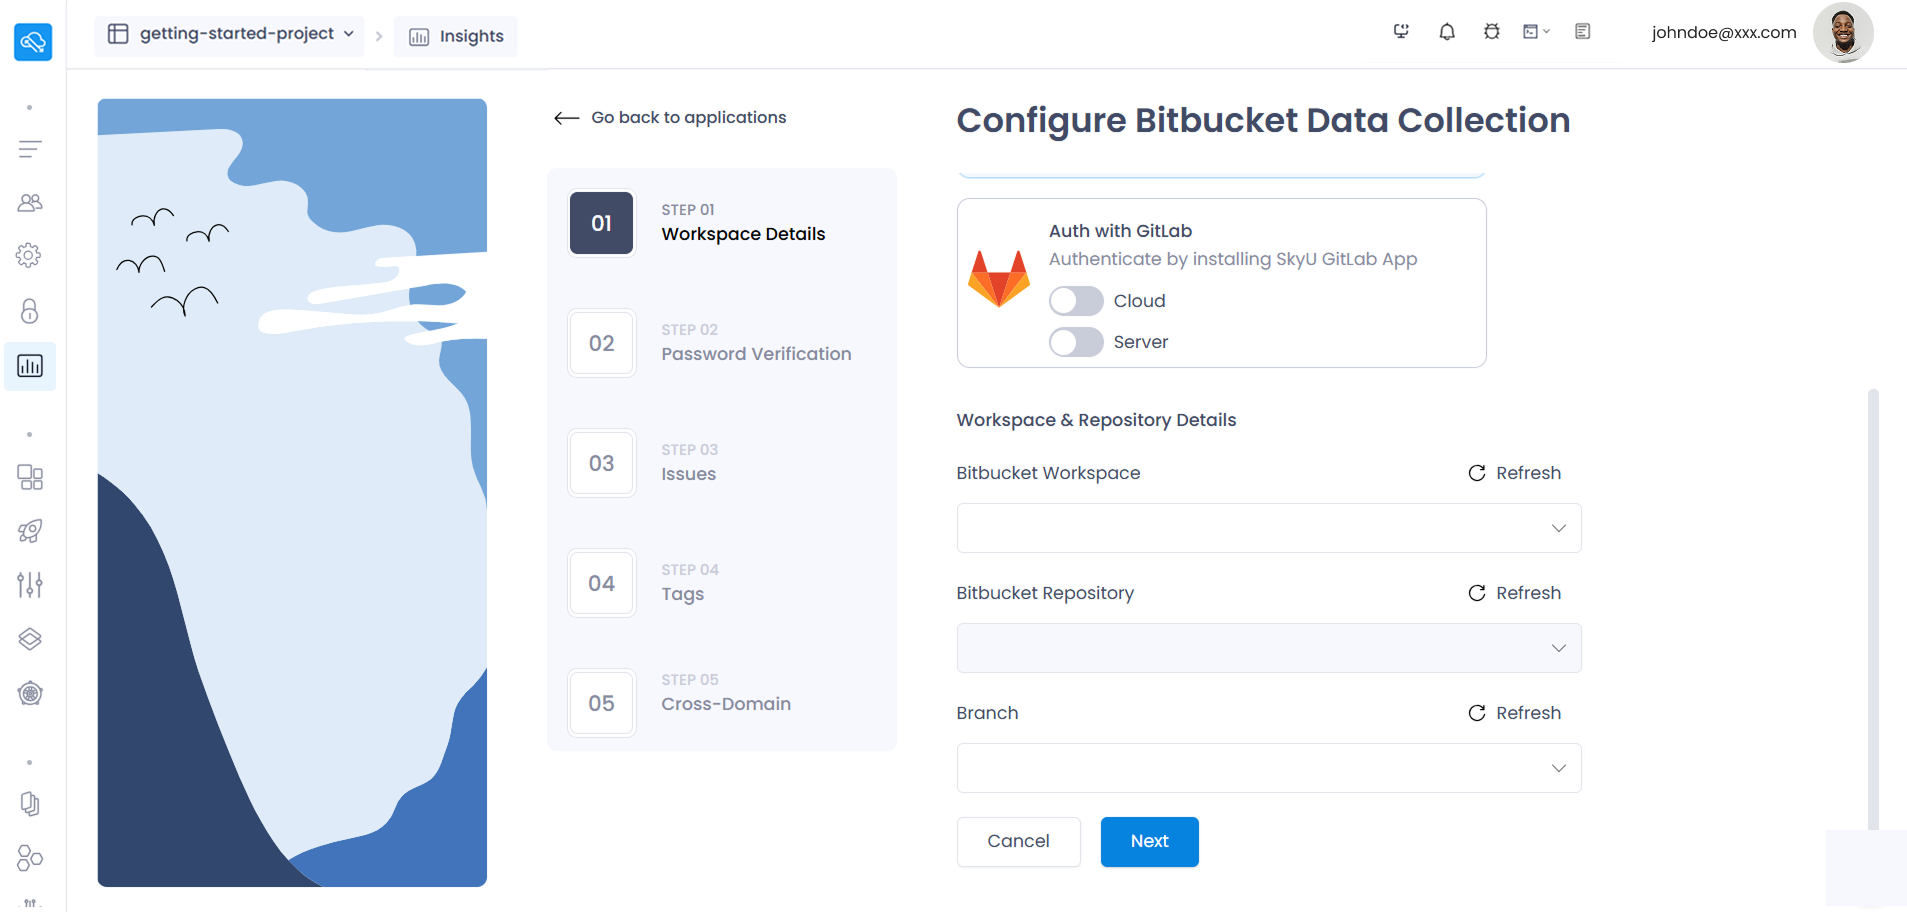 getting-started-project
Insights
johndoe@xxx.com
Go back to applications
01
STEP 01
Workspace Details
02
STEP 02
Password Verification
03
STEP 03
Issues
04
STEP 04
Tags
05
STEP 05
Cross-Domain
Configure Bitbucket Data Collection
Auth with GitLab
Authenticate by installing SkyU GitLab App
Cloud
Server
Workspace & Repository Details
Bitbucket Workspace
Refresh
Bitbucket Repository
Refresh
Branch
Refresh
Cancel
Next